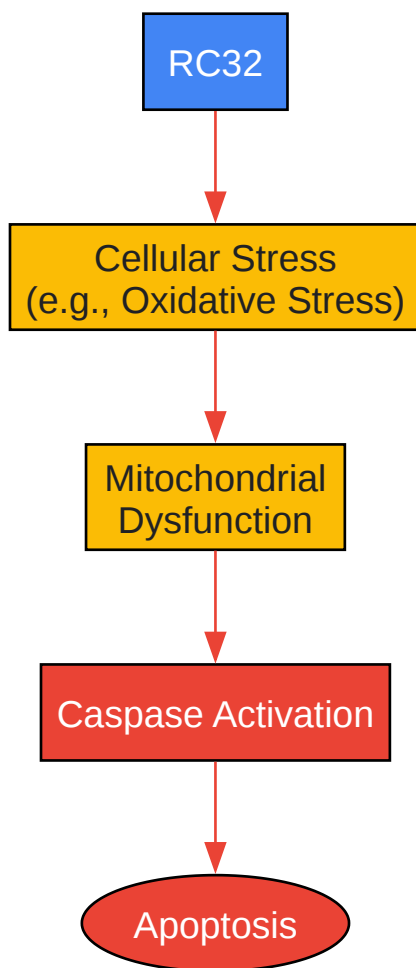 RC32
Cellular Stress
(e.g., Oxidative Stress)
Mitochondrial
Dysfunction
Caspase Activation
Apoptosis